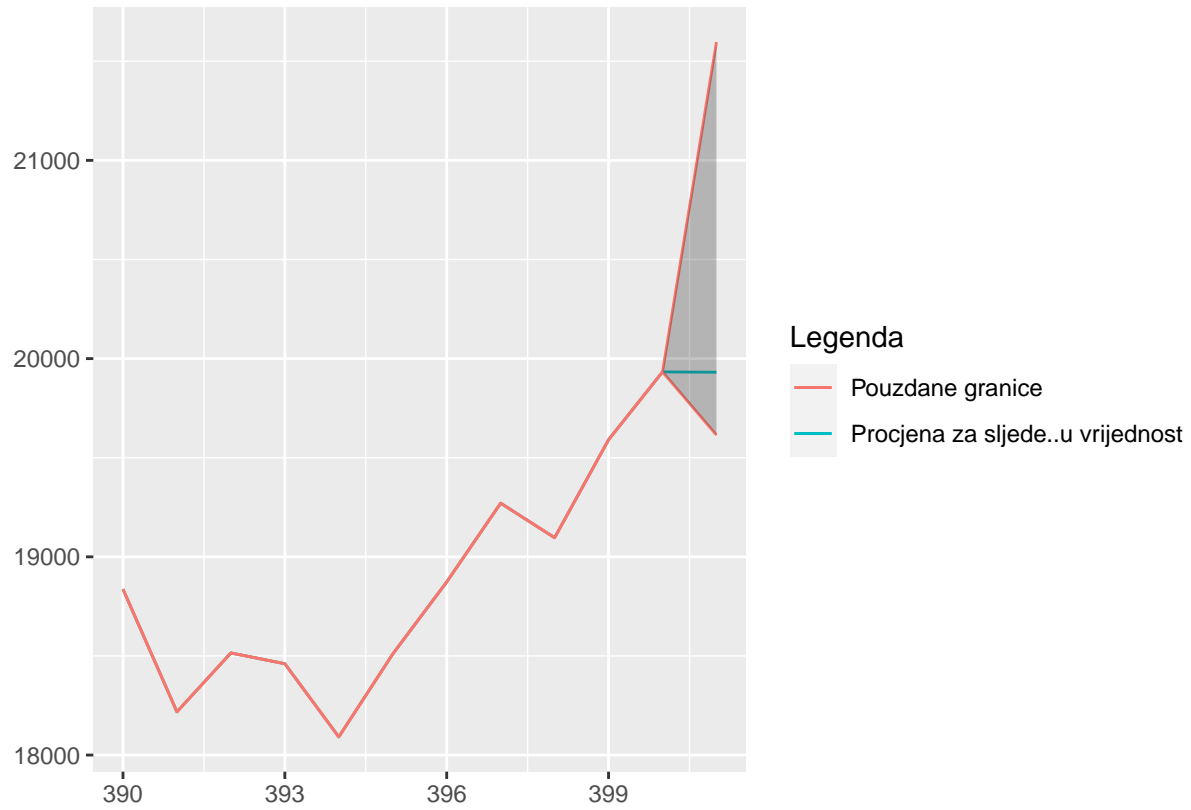 21000
20000
19000
18000
390 393 396 399
Legenda
Pouzdane granice
Procjena za sljede..u vrijednost